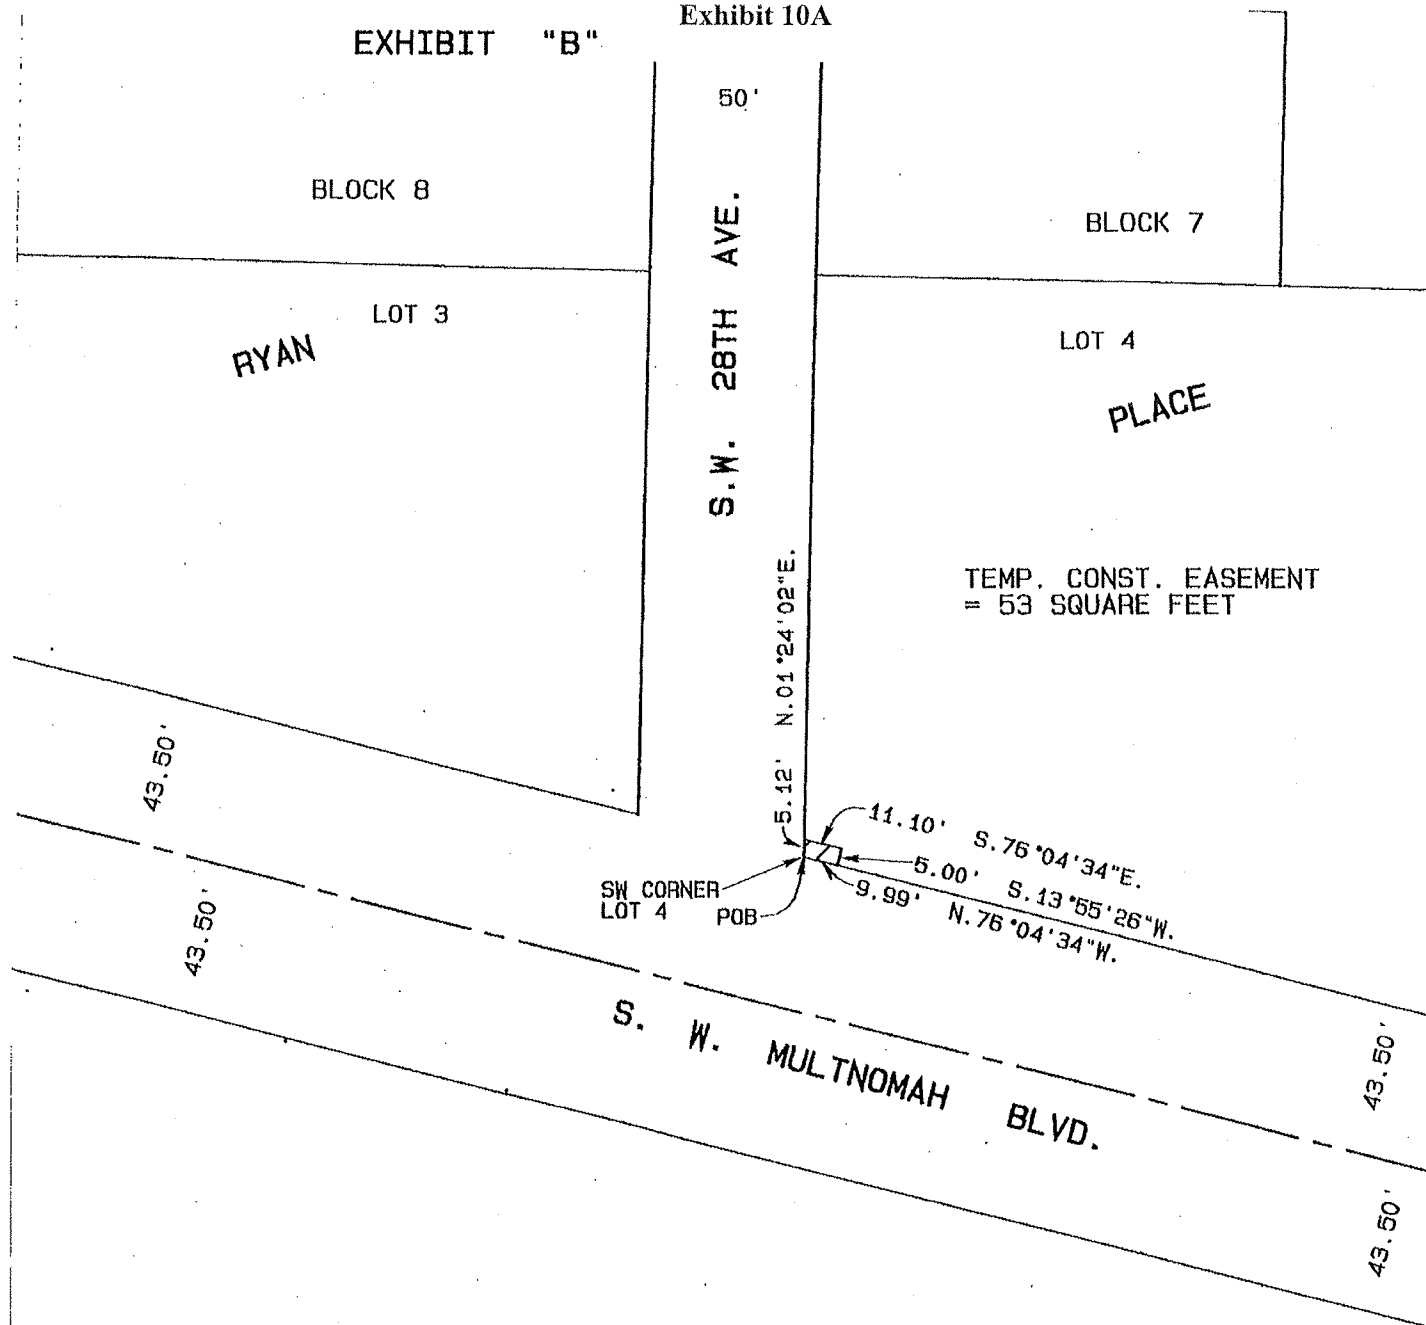 Exhibit 10A
EXHIBIT "B"
50'
BLOCK 8
BLOCK 7
S.W. 28TH AVE.
LOT 3
LOT 4
RYAN
PLACE
TEMP. CONST. EASEMENT
= 53 SQUARE FEET
5.12' N.01°24'02"E.
43.50'
11.10' S.76°04'34"E.
5.00' S.13°55'26"W.
9.99' N.76°04'34"W.
SW CORNER
LOT 4
POB
43.50'
S. W. MULTNOMAH BLVD.
43.50'
43.50'